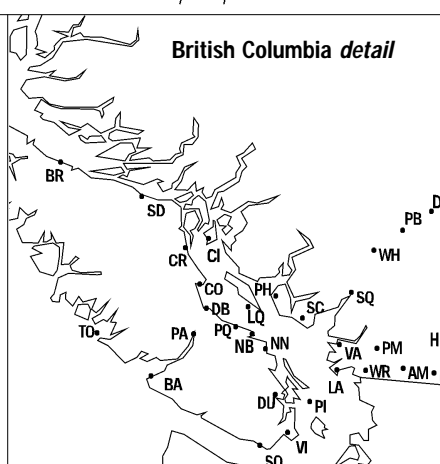 British Columbia detail
D
PB
BR
SD
WH
CR
CI
CO
PH
SQ
DB
LQ
SC
TO
PA
PQ
NB
NN
VA
PM
H
BA
LA
WR
AM
DU
PI
VI
SO